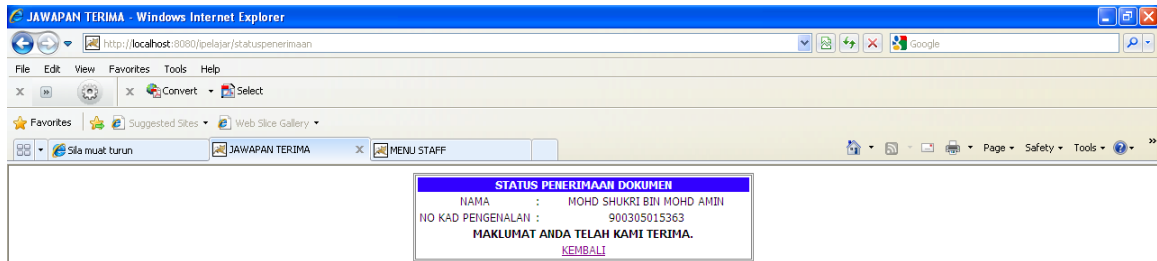 JAWAPAN TERIMA - Windows Internet Explorer
http://localhost:8080/ipelajar/statuspenerimaan
Google
File Edit View Favorites Tools Help
x » x Convert Select
Favorites Suggested Sites Web Slice Gallery
Sila muat turun JAWAPAN TERIMA X MENU STAFF Page Safety Tools »
STATUS PENERIMAAN DOKUMEN
NAMA : MOHD SHUKRI BIN MOHD AMIN
NO KAD PENGENALAN : 900305015363
MAKLUMAT ANDA TELAH KAMI TERIMA.
KEMBALI